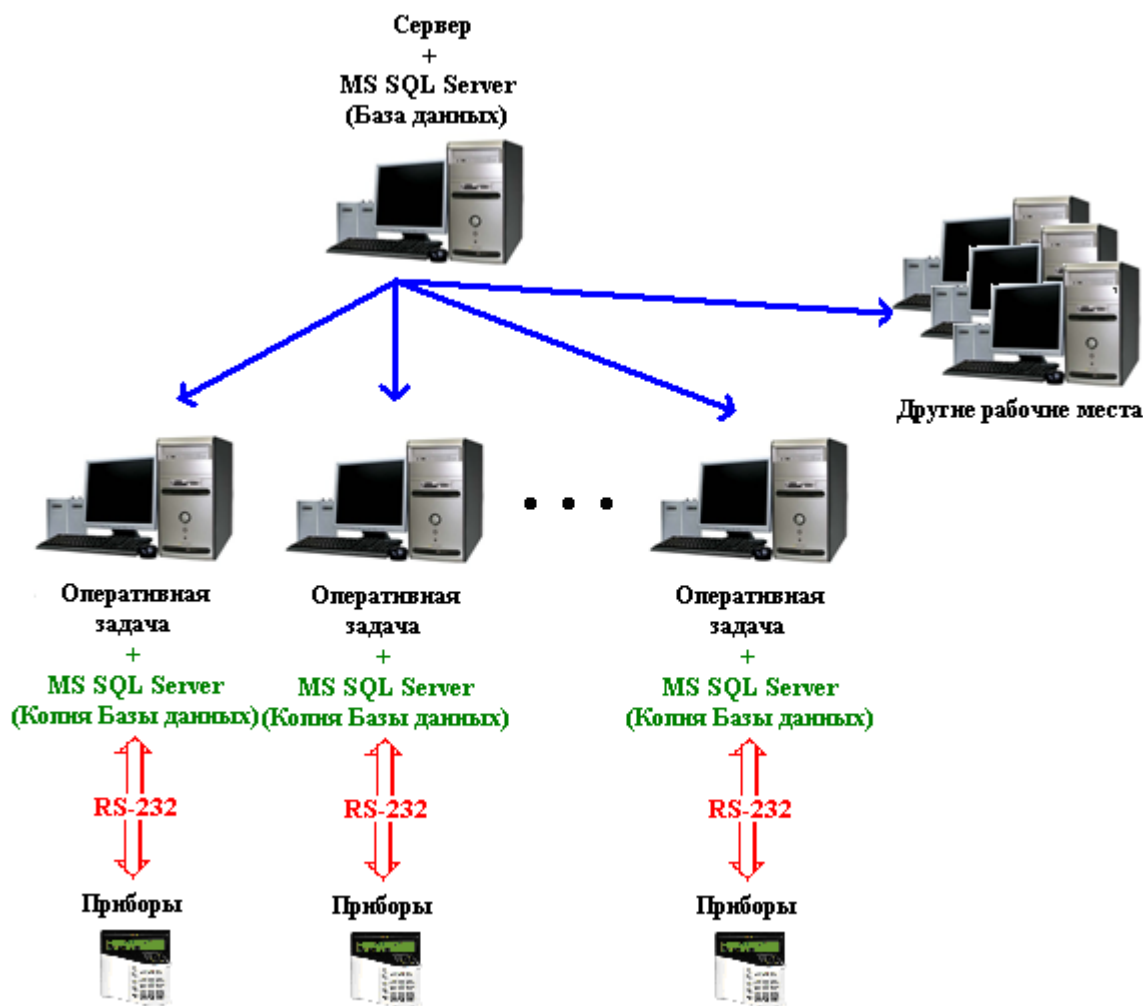 Сервер
+
MS SQL Server
(База данных)
Другие рабочие места
Оперативная
задача
+
MS SQL Server
(Копия Базы данных)
Оперативная
задача
+
MS SQL Server
(Копия Базы данных)
Оперативная
задача
+
MS SQL Server
(Копия Базы данных)
RS-232
RS-232
RS-232
Приборы
Приборы
Приборы